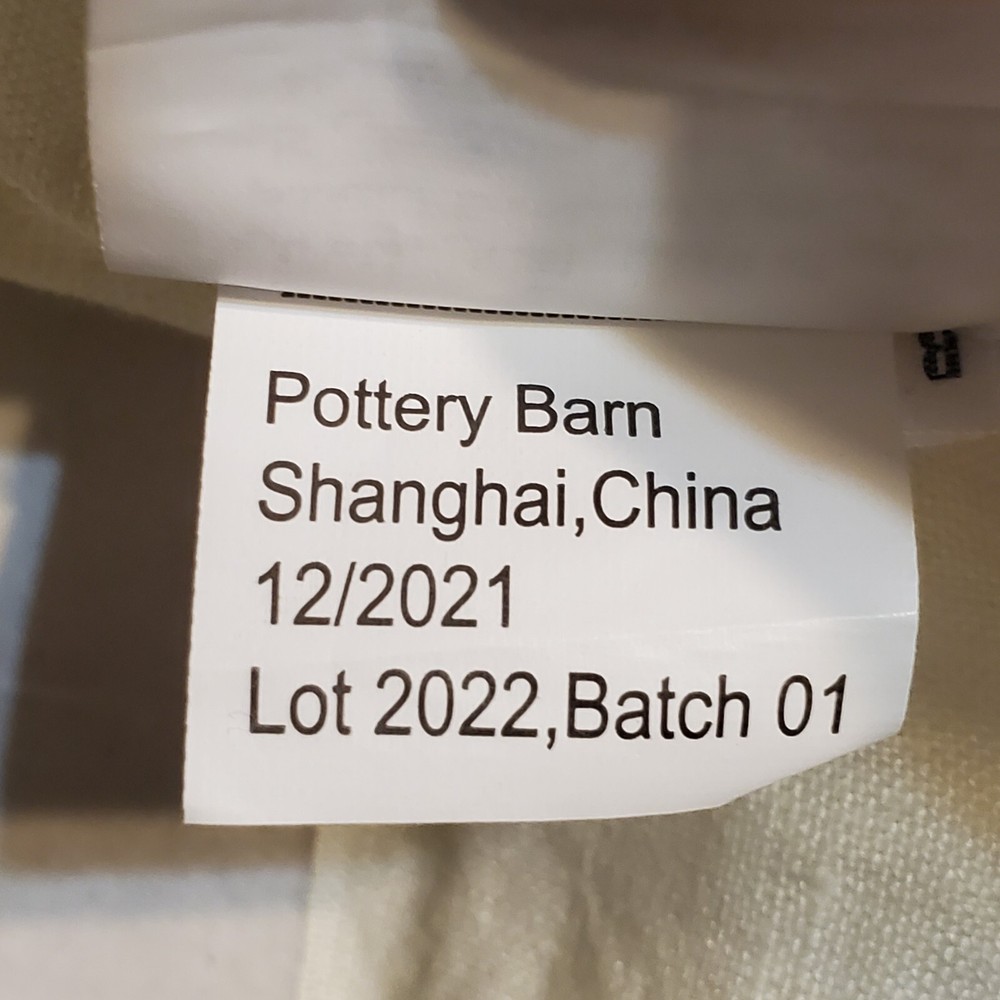 Pottery Barn
Shanghai,China
12/2021
Lot 2022,Batch 01